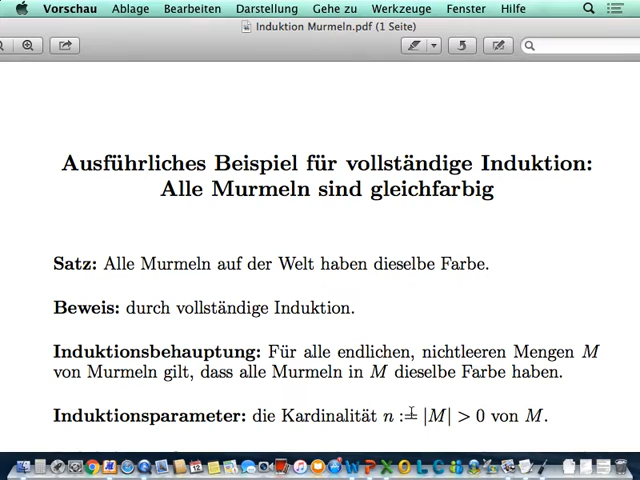 Vorschau Ablage Bearbeiten Darstellung Gehe zu Werkzeuge Fenster Hilfe
Induktion Murmeln.pdf (1 Seite)
Ausführliches Beispiel für vollständige Induktion:
Alle Murmeln sind gleichfarbig
Satz: Alle Murmeln auf der Welt haben dieselbe Farbe.
Beweis: durch vollständige Induktion.
Induktionsbehauptung: Für alle endlichen, nichtleeren Mengen M
von Murmeln gilt, dass alle Murmeln in M dieselbe Farbe haben.
Induktionsparameter: die Kardinalität n := |M| > 0 von M.